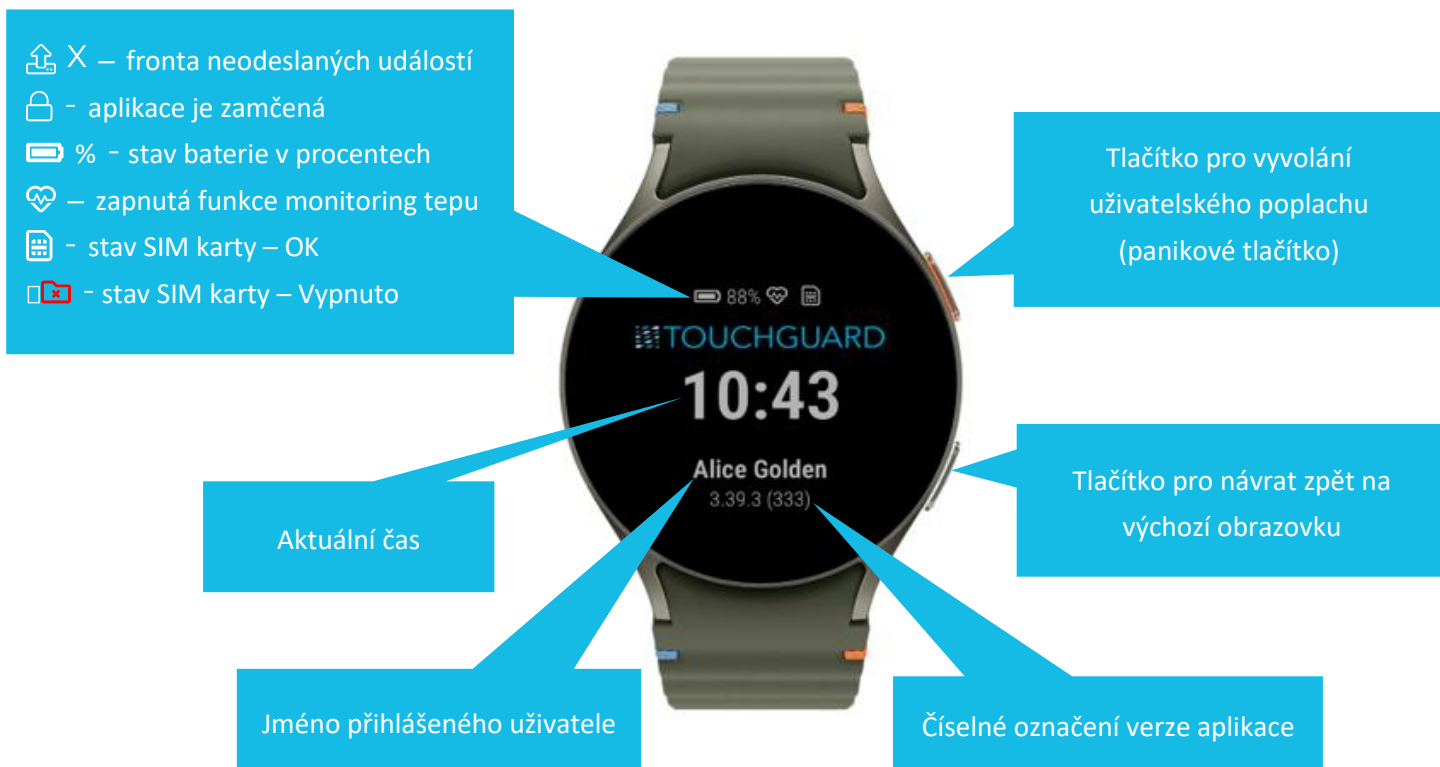 X – fronta neodeslaných událostí
- aplikace je zamčená
% - stav baterie v procentech
– zapnutá funkce monitoring tepu
- stav SIM karty – OK
- stav SIM karty – Vypnuto
Tlačítko pro vyvolání
uživatelského poplachu
(panikové tlačítko)
88%
TOUCHGUARD
10:43
Alice Golden
3.39.3 (333)
Tlačítko pro návrat zpět na
výchozí obrazovku
Aktuální čas
Jméno přihlášeného uživatele
Číselné označení verze aplikace